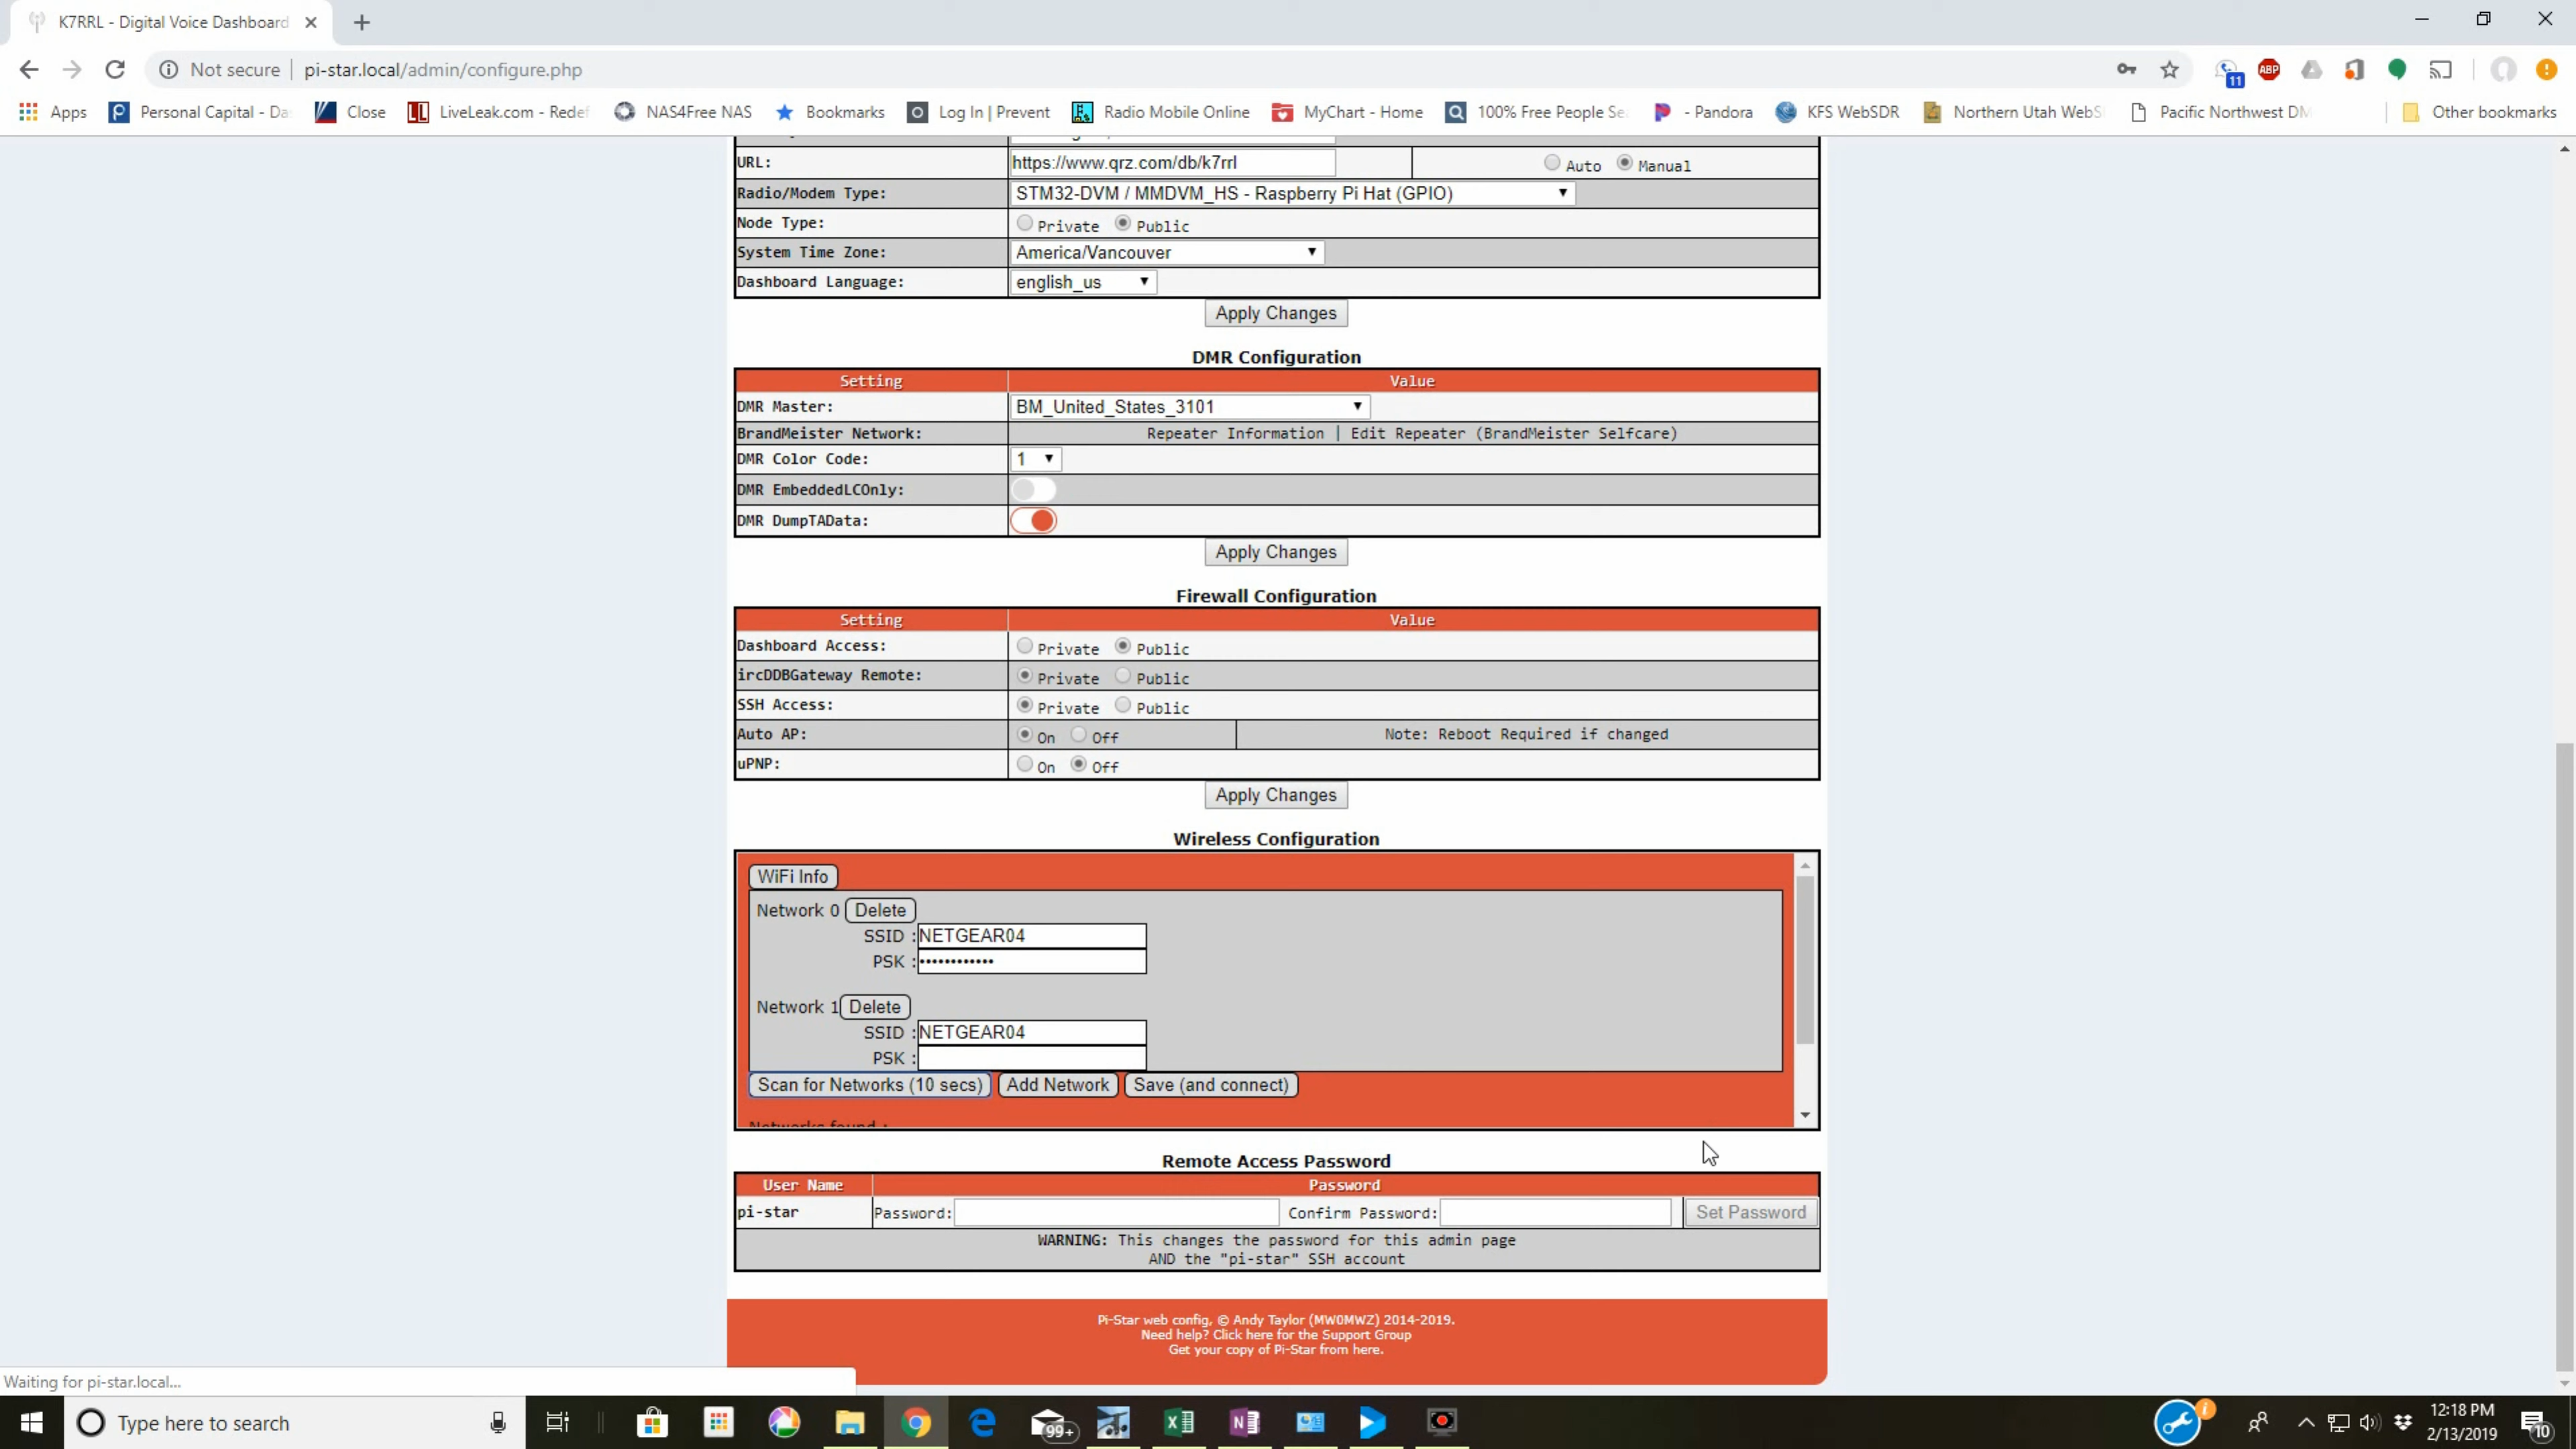 K7RRL - Digital Voice Dashboard
Not secure | pi-star.local/admin/configure.php
11
ABP
Apps
Personal Capital - Da
Close
LiveLeak.com - Redef
NAS4Free NAS
Bookmarks
Log In | Prevent
Radio Mobile Online
MyChart - Home
100% Free People Se
- Pandora
KFS WebSDR
Northern Utah WebS
Pacific Northwest DM
Other bookmarks
URL: https://www.qrz.com/db/k7rrl Auto Manual
Radio/Modem Type: STM32-DVM / MMDVM_HS - Raspberry Pi Hat (GPIO)
Node Type: Private Public
System Time Zone: America/Vancouver
Dashboard Language: english_us
Apply Changes
DMR Configuration
Setting Value
DMR Master: BM_United_States_3101
BrandMeister Network: Repeater Information | Edit Repeater (BrandMeister Selfcare)
DMR Color Code: 1
DMR EmbeddedLCOnly:
DMR DumpTAData:
Apply Changes
Firewall Configuration
Setting Value
Dashboard Access: Private Public
ircDDBGateway Remote: Private Public
SSH Access: Private Public
Auto AP: On Off Note: Reboot Required if changed
uPNP: On Off
Apply Changes
Wireless Configuration
WiFi Info
Network 0 Delete
SSID :NETGEAR04
PSK :••••••••••••
Network 1 Delete
SSID :NETGEAR04
PSK :
Scan for Networks (10 secs) Add Network Save (and connect)
Networks found :
Remote Access Password
User Name Password
pi-star Password: Confirm Password: Set Password
WARNING: This changes the password for this admin page
AND the "pi-star" SSH account
Pi-Star web config, © Andy Taylor (MW0MWZ) 2014-2019.
Need help? Click here for the Support Group
Get your copy of Pi-Star from here.
Waiting for pi-star.local...
Type here to search
99+
12:18 PM
2/13/2019
10